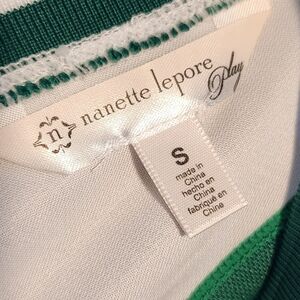 n nanette lepore Play
S
made in
China
hecho en
China
fabriqué en
Chine